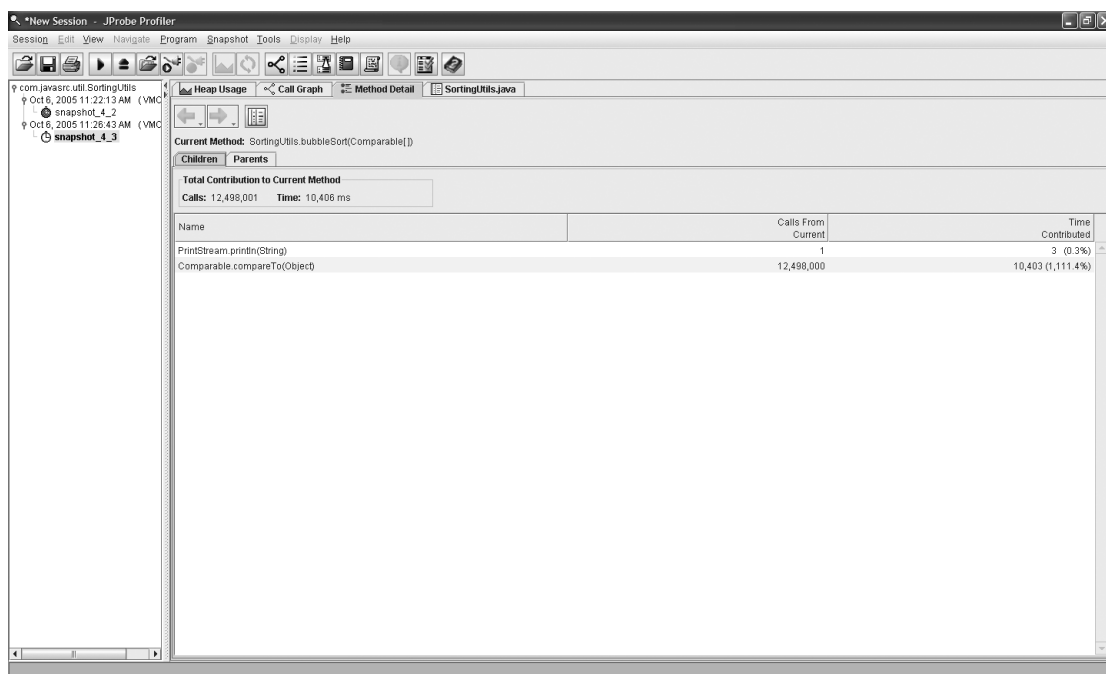 *New Session - JProbe Profiler
Session Edit View Navigate Program Snapshot Tools Display Help
com.javasrc.util.SortingUtils
Oct 6, 2005 11:22:13 AM (VMC
snapshot_4_2
Oct 6, 2005 11:26:43 AM (VMC
snapshot_4_3
Heap Usage Call Graph Method Detail SortingUtils.java
Current Method: SortingUtils.bubbleSort(Comparable[])
Children Parents
Total Contribution to Current Method
Calls: 12,498,001 Time: 10,406 ms
Name Calls From Current Time Contributed
PrintStream.println(String) 1 3 (0.3%)
Comparable.compareTo(Object) 12,498,000 10,403 (1,111.4%)